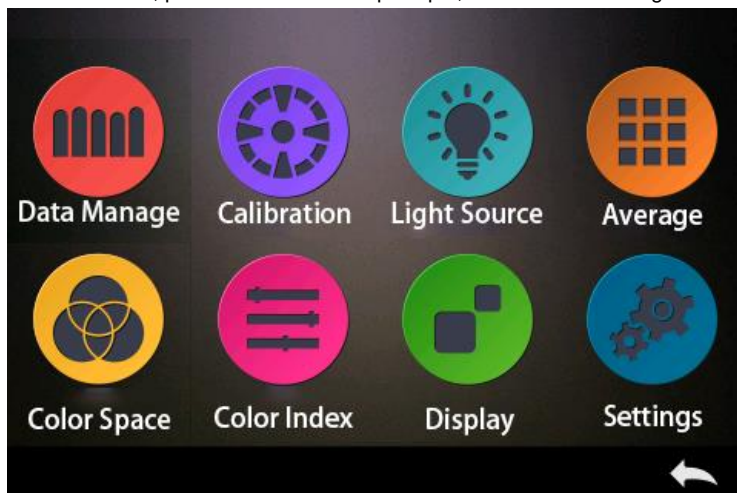 Data Manage
Calibration
Light Source
Average
Color Space
Color Index
Display
Settings